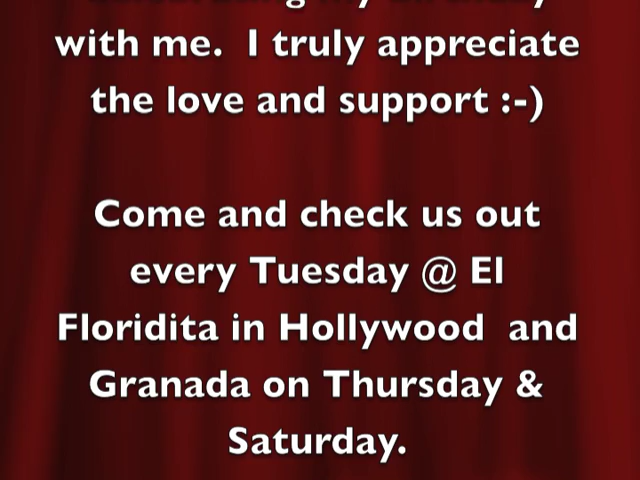 with me.  I truly appreciate
the love and support :-)
Come and check us out
every Tuesday @ El
Floridita in Hollywood  and
Granada on Thursday &
Saturday.